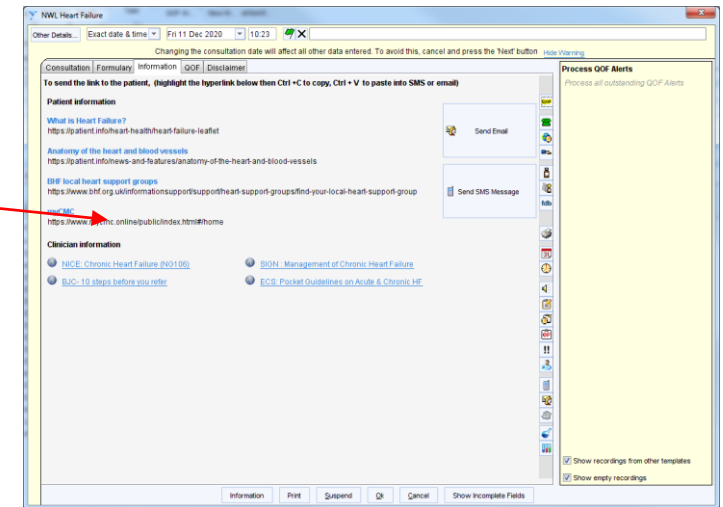 NWL Heart Failure
Other Details... Exact date & time Fri 11 Dec 2020 10:23
Changing the consultation date will affect all other data entered. To avoid this, cancel and press the 'Next' button Hide Warning
Consultation Formulary Information QOF Disclaimer
To send the link to the patient, (highlight the hyperlink below then Ctrl +C to copy, Ctrl + V to paste into SMS or email)
Patient information
What is Heart Failure?
https://patient.info/heart-health/heart-failure-leaflet
Anatomy of the heart and blood vessels
https://patient.info/news-and-features/anatomy-of-the-heart-and-blood-vessels
BHF local heart support groups
https://www.bhf.org.uk/informationsupport/support/heart-support-groups/find-your-local-heart-support-group
myCMC
https://www.mycmc.online/public/index.html#/home
Send Email
Send SMS Message
Clinician information
NICE: Chronic Heart Failure (NG106)
SIGN : Management of Chronic Heart Failure
BJC- 10 steps before you refer
ECS: Pocket Guidelines on Acute & Chronic HF
fdb
!!
Process QOF Alerts
Process all outstanding QOF Alerts
Show recordings from other templates
Show empty recordings
Information Print Suspend Ok Cancel Show Incomplete Fields